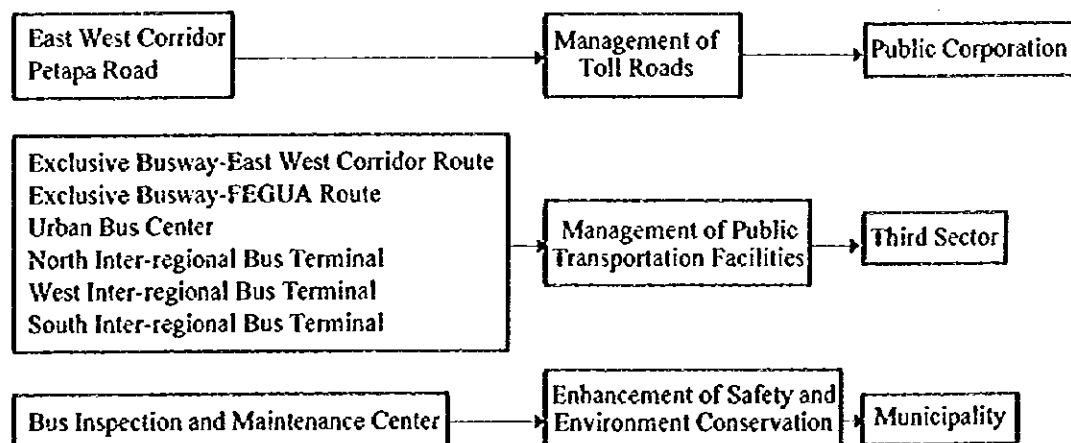 East West Corridor
Petapa Road
Management of
Toll Roads
Public Corporation
Exclusive Busway-East West Corridor Route
Exclusive Busway-FEGUA Route
Urban Bus Center
North Inter-regional Bus Terminal
West Inter-regional Bus Terminal
South Inter-regional Bus Terminal
Management of Public
Transportation Facilities
Third Sector
Bus Inspection and Maintenance Center
Enhancement of Safety and
Environment Conservation
Municipality